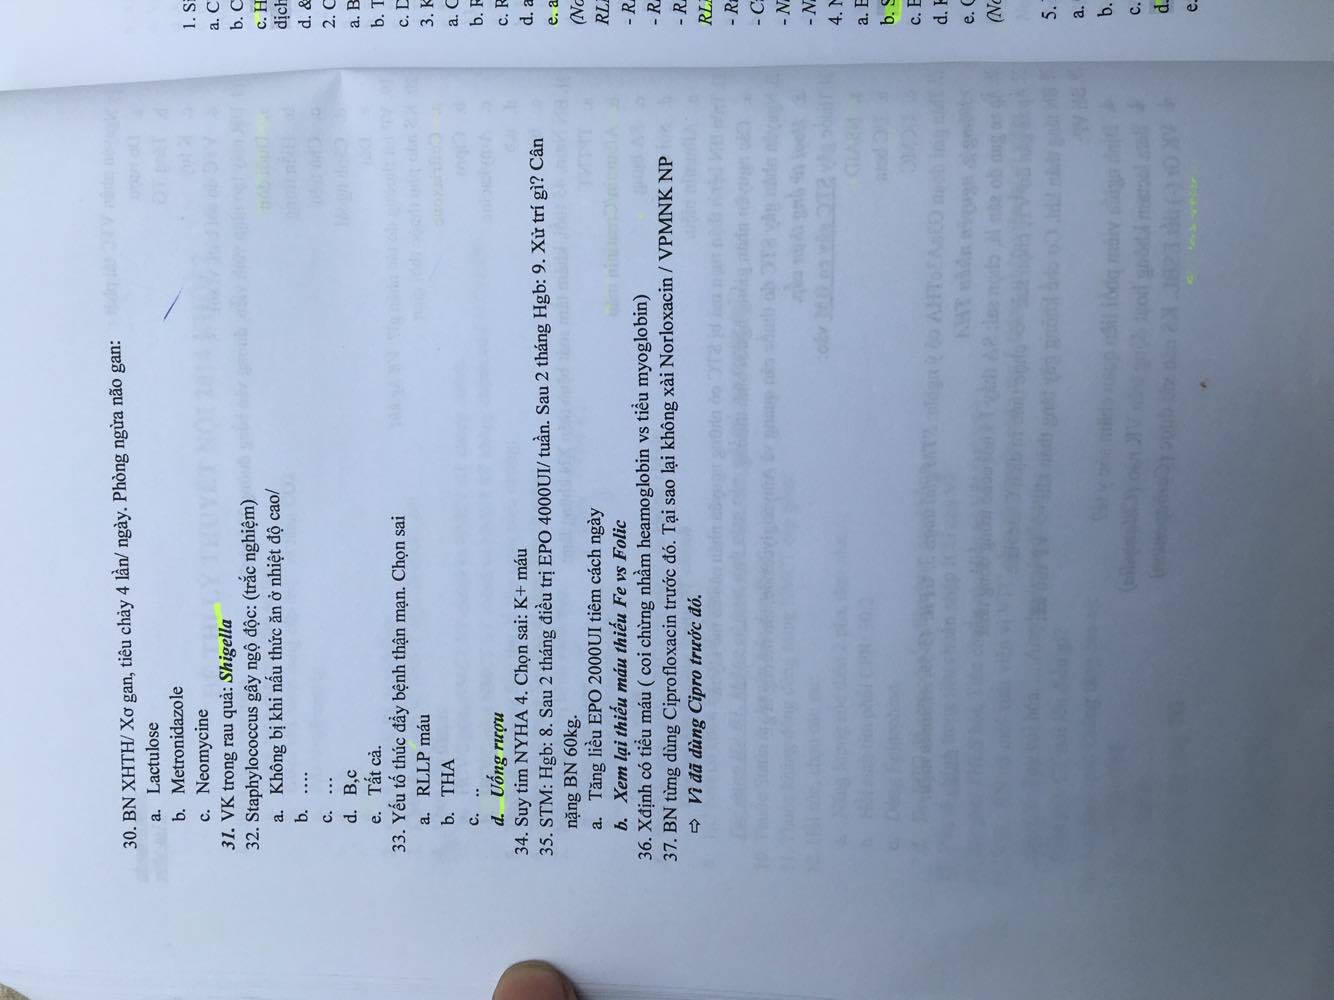 30. BN XHTH/ Xơ gan, tiêu chảy 4 lần/ ngày. Phòng ngừa não gan:
a. Lactulose
b. Metronidazole
c. Neomycine
31. VK trong rau quả: Shigella
32. Staphylococcus gây ngộ độc: (trắc nghiệm)
a. Không bị khi nấu thức ăn ở nhiệt độ cao/
b. ....
c. ...
d. B,c
e. Tất cả.
33. Yếu tố thúc đẩy bệnh thận mạn. Chọn sai
a. RLLP máu
b. THA
c. ..
d. Uống rượu
34. Suy tim NYHA 4. Chọn sai: K+ máu
35. STM: Hgb: 8. Sau 2 tháng điều trị EPO 4000UI/ tuần. Sau 2 tháng Hgb: 9. Xử trí gì? Cân
nặng BN 60kg.
a. Tăng liều EPO 2000UI tiêm cách ngày
b. Xem lại thiếu máu thiếu Fe vs Folic
36. Xđịnh có tiểu máu ( coi chừng nhầm heamoglobin vs tiểu myoglobin)
37. BN từng dùng Ciprofloxacin trước đó. Tại sao lại không xài Norloxacin / VPMNK NP
⇨ Vì đã dùng Cipro trước đó.
1. S
a. C
b. C
c. H
dịch
d. &
2. C
a. B
b. T
c. D
3. K
a. C
b. F
c. R
d. a
e. a
(No
RLL
- R
- R
- R
RLL
- R
- C
- N
- N
4. N
a. E
b. S
c. E
d. K
e. C
(No
5.
a.
b.
c.
d.
e.